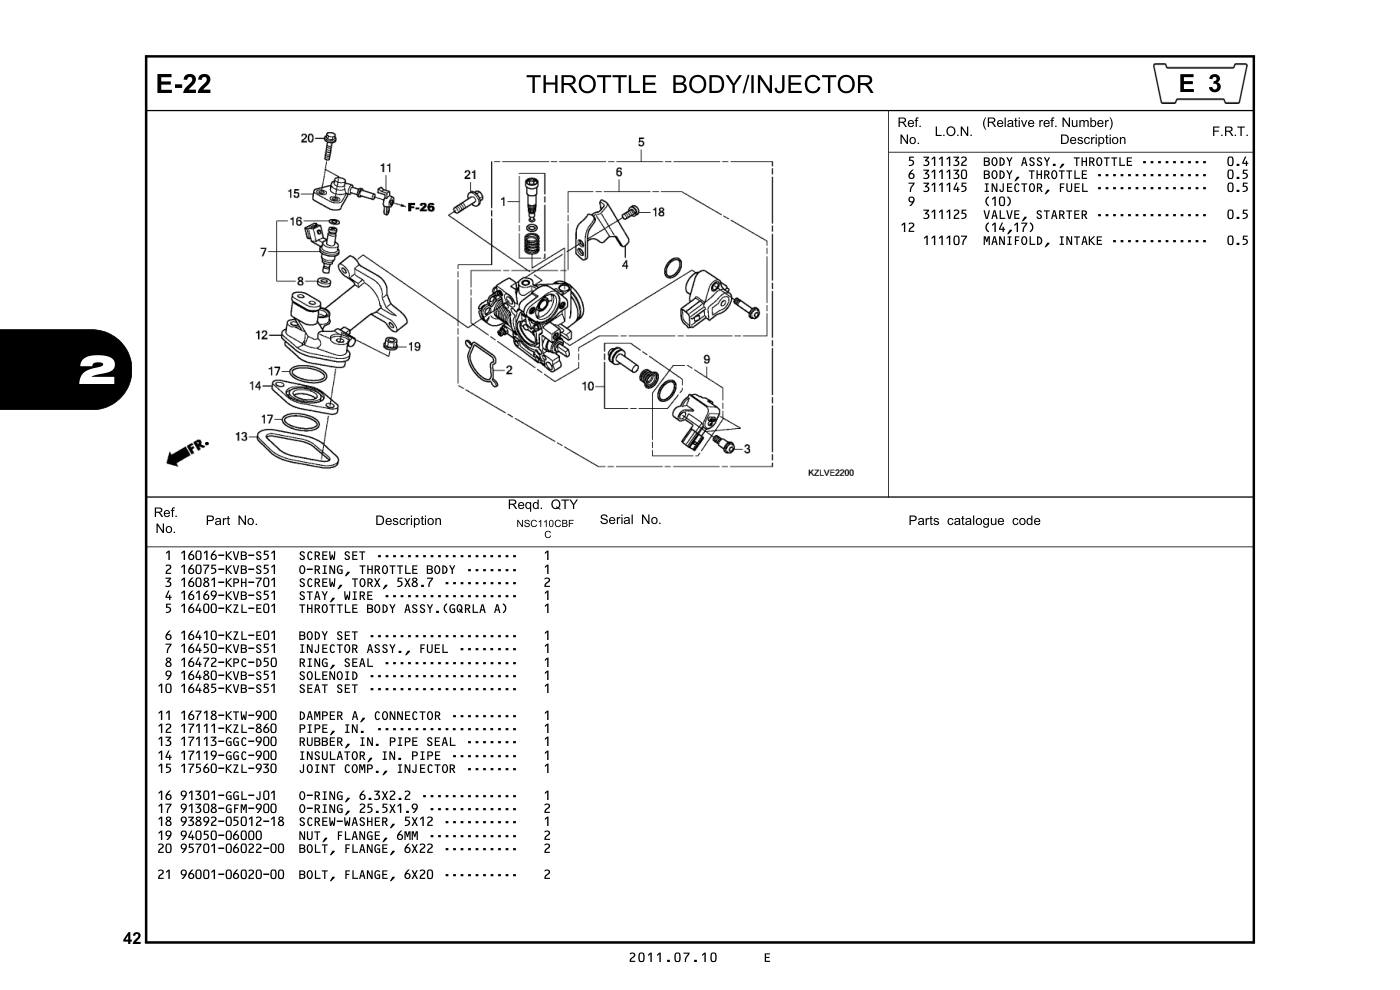 E-22 THROTTLE BODY/INJECTOR E 3
20
15
11
F-26
16
7
8
12
19
17
14
17
13
FR.
5
21
1
6
18
4
2
10
9
3
KZLVE2200
Ref. No. L.O.N. (Relative ref. Number) Description F.R.T.
5 311132 BODY ASSY., THROTTLE --------- 0.4
6 311130 BODY, THROTTLE --------------- 0.5
7 311145 INJECTOR, FUEL --------------- 0.5
9 (10)
311125 VALVE, STARTER --------------- 0.5
12 (14,17)
111107 MANIFOLD, INTAKE ------------- 0.5
Ref. No. Part No. Description Reqd. QTY NSC110CBF C Serial No. Parts catalogue code
1 16016-KVB-S51 SCREW SET ------------------- 1
2 16075-KVB-S51 O-RING, THROTTLE BODY ------- 1
3 16081-KPH-701 SCREW, TORX, 5X8.7 ---------- 2
4 16169-KVB-S51 STAY, WIRE ------------------ 1
5 16400-KZL-E01 THROTTLE BODY ASSY.(GQRLA A) 1
6 16410-KZL-E01 BODY SET -------------------- 1
7 16450-KVB-S51 INJECTOR ASSY., FUEL -------- 1
8 16472-KPC-D50 RING, SEAL ------------------ 1
9 16480-KVB-S51 SOLENOID -------------------- 1
10 16485-KVB-S51 SEAT SET -------------------- 1
11 16718-KTW-900 DAMPER A, CONNECTOR --------- 1
12 17111-KZL-860 PIPE, IN. ------------------- 1
13 17113-GGC-900 RUBBER, IN. PIPE SEAL ------- 1
14 17119-GGC-900 INSULATOR, IN. PIPE --------- 1
15 17560-KZL-930 JOINT COMP., INJECTOR ------- 1
16 91301-GGL-J01 O-RING, 6.3X2.2 ------------- 1
17 91308-GFM-900 O-RING, 25.5X1.9 ------------ 2
18 93892-05012-18 SCREW-WASHER, 5X12 ---------- 1
19 94050-06000 NUT, FLANGE, 6MM ------------ 2
20 95701-06022-00 BOLT, FLANGE, 6X22 ---------- 2
21 96001-06020-00 BOLT, FLANGE, 6X20 ---------- 2
2
42
2011.07.10 E